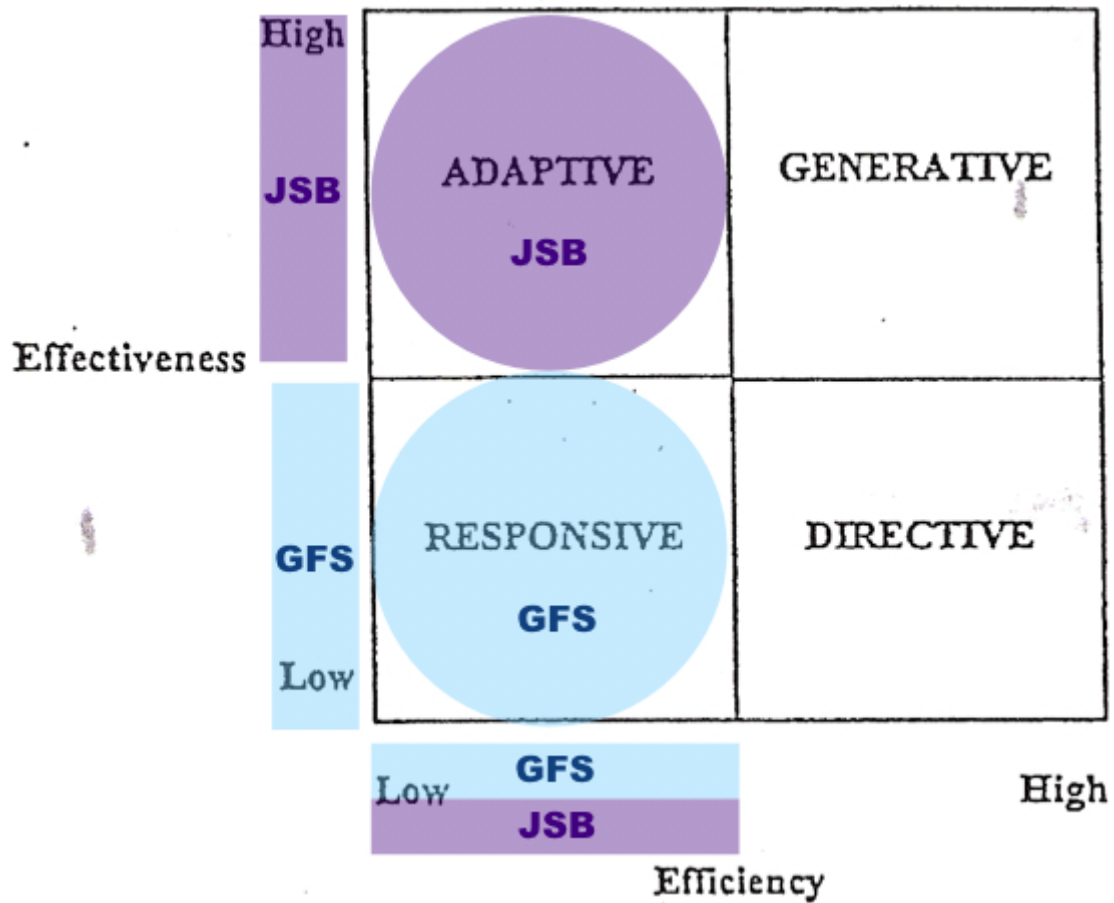 High
ADAPTIVE
GENERATIVE
JSB
JSB
Effectiveness
RESPONSIVE
DIRECTIVE
GFS
GFS
Low
GFS
Low
High
JSB
Efficiency